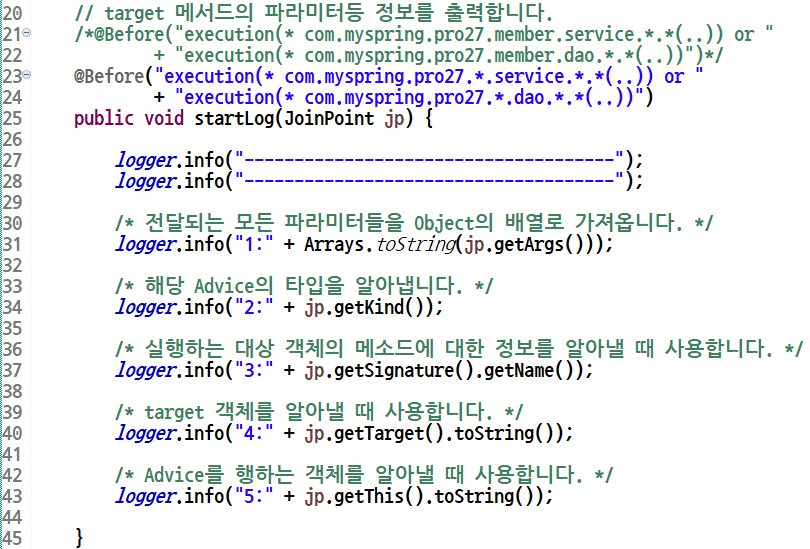 20 // target 메서드의 파라미터등 정보를 출력합니다.
21 /*@Before("execution(* com.myspring.pro27.member.service.*.*(..)) or "
22 + "execution(* com.myspring.pro27.member.dao.*.*(..))")*/
23 @Before("execution(* com.myspring.pro27.*.service.*.*(..)) or "
24 + "execution(* com.myspring.pro27.*.dao.*.*(..))")
25 public void startLog(JoinPoint jp) {
26
27 logger.info("-------------------------------------");
28 logger.info("-------------------------------------");
29
30 /* 전달되는 모든 파라미터들을 Object의 배열로 가져옵니다. */
31 logger.info("1:" + Arrays.toString(jp.getArgs()));
32
33 /* 해당 Advice의 타입을 알아냅니다. */
34 logger.info("2:" + jp.getKind());
35
36 /* 실행하는 대상 객체의 메소드에 대한 정보를 알아낼 때 사용합니다. */
37 logger.info("3:" + jp.getSignature().getName());
38
39 /* target 객체를 알아낼 때 사용합니다. */
40 logger.info("4:" + jp.getTarget().toString());
41
42 /* Advice를 행하는 객체를 알아낼 때 사용합니다. */
43 logger.info("5:" + jp.getThis().toString());
44
45 }